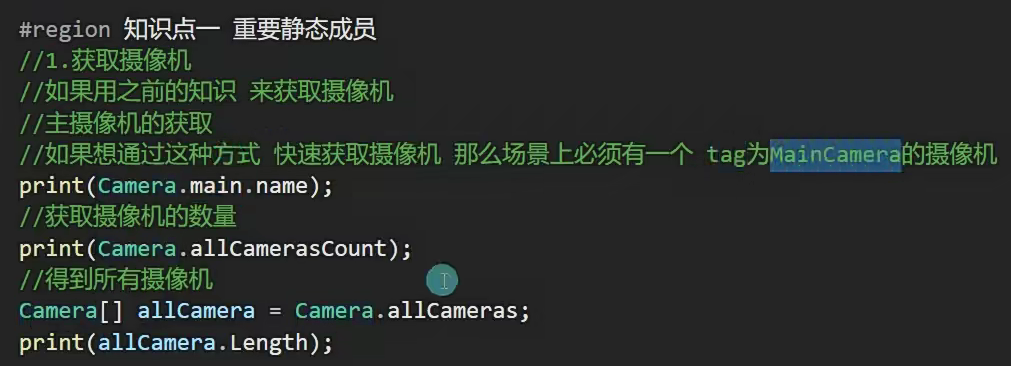 #region 知识点一 重要静态成员
//1.获取摄像机
//如果用之前的知识 来获取摄像机
//主摄像机的获取
//如果想通过这种方式 快速获取摄像机 那么场景上必须有一个 tag为MainCamera的摄像机
print(Camera.main.name);
//获取摄像机的数量
print(Camera.allCamerasCount);
//得到所有摄像机
Camera[] allCamera = Camera.allCameras;
print(allCamera.Length);